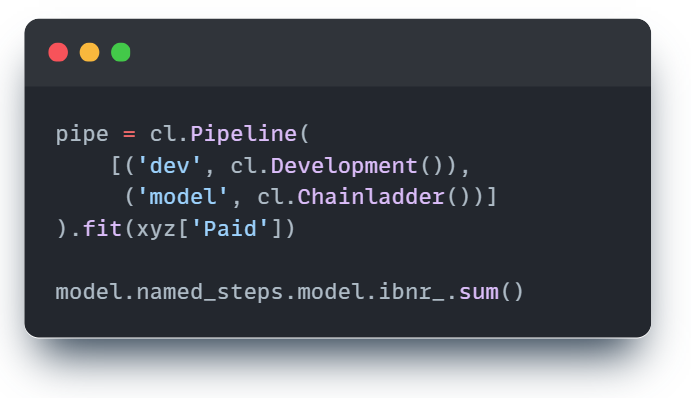 pipe = cl.Pipeline(
    [('dev', cl.Development()),
     ('model', cl.Chainladder())]
).fit(xyz['Paid'])

model.named_steps.model.ibnr_.sum()